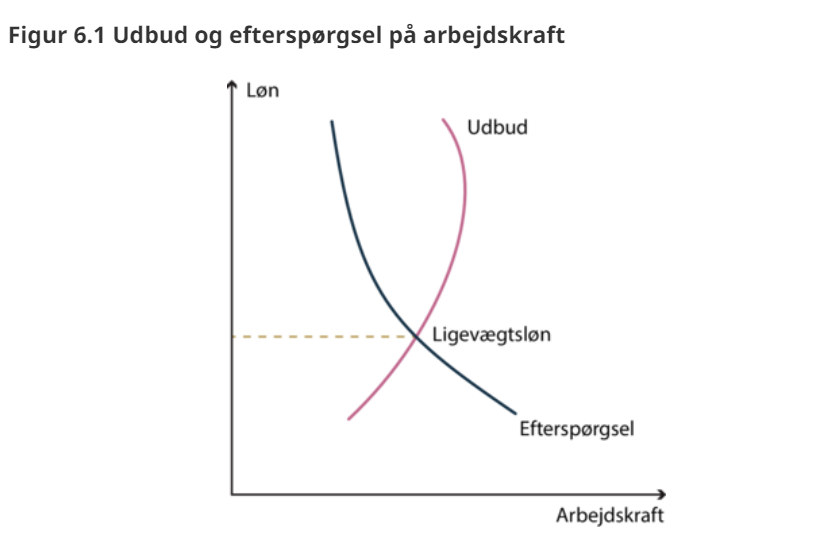 Figur 6.1 Udbud og efterspørgsel på arbejdskraft
Løn
Udbud
Ligevægtsløn
Efterspørgsel
Arbejdskraft